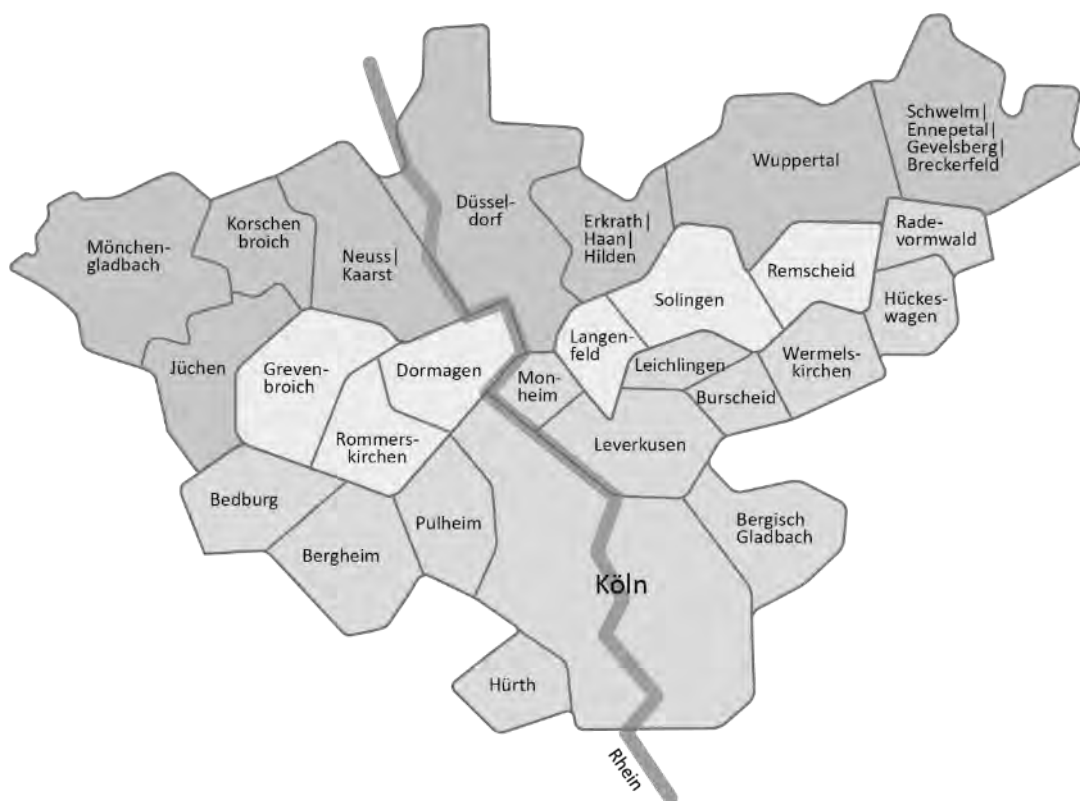 Schwelm|
Ennepetal|
Gevelsberg|
Breckerfeld
Wuppertal
Düssel-
dorf
Korschen
broich
Mönchen-
gladbach
Neuss|
Kaarst
Erkrath|
Haan|
Hilden
Rade-
vormwald
Remscheid
Solingen
Hückes-
wagen
Langen-
feld
Leichlingen
Wermels-
kirchen
Jüchen
Greven-
broich
Dormagen
Mon-
heim
Burscheid
Rommers-
kirchen
Leverkusen
Bedburg
Pulheim
Bergisch
Gladbach
Bergheim
Köln
Hürth
Rhein